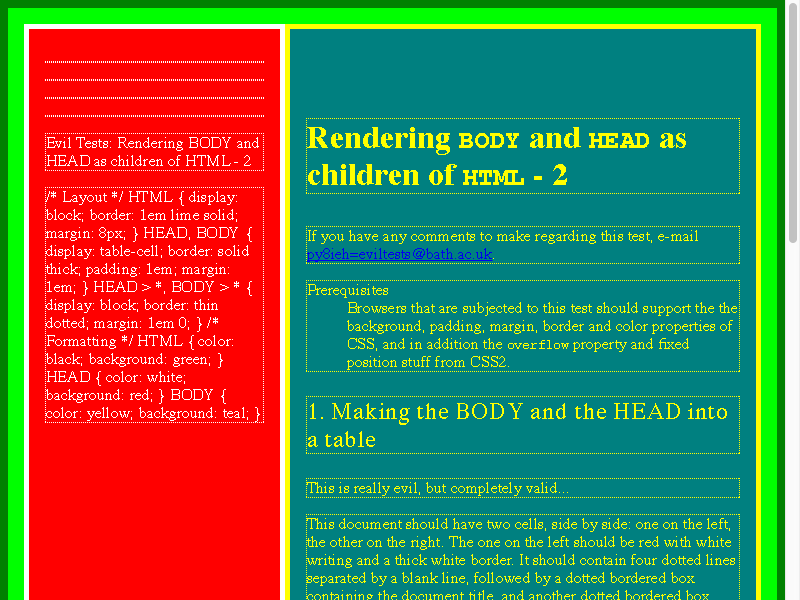 Evil Tests: Rendering BODY and
HEAD as children of HTML - 2
/* Layout */ HTML { display:
block; border: 1em lime solid;
margin: 8px; } HEAD, BODY {
display: table-cell; border: solid
thick; padding: 1em; margin:
1em; } HEAD > *, BODY > * {
display: block; border: thin
dotted; margin: 1em 0; } /*
Formatting */ HTML { color:
black; background: green; }
HEAD { color: white;
background: red; } BODY {
color: yellow; background: teal; }
Rendering BODY and HEAD as
children of HTML - 2
If you have any comments to make regarding this test, e-mail
py8ieh=eviltests@bath.ac.uk.
Prerequisites
Browsers that are subjected to this test should support the the
background, padding, margin, border and color properties of
CSS, and in addition the overflow property and fixed
position stuff from CSS2.
1. Making the BODY and the HEAD into
a table
This is really evil, but completely valid...
This document should have two cells, side by side: one on the left,
the other on the right. The one on the left should be red with white
writing and a thick white border. It should contain four dotted lines
separated by a blank line, followed by a dotted bordered box
containing the document title, and another dotted bordered box